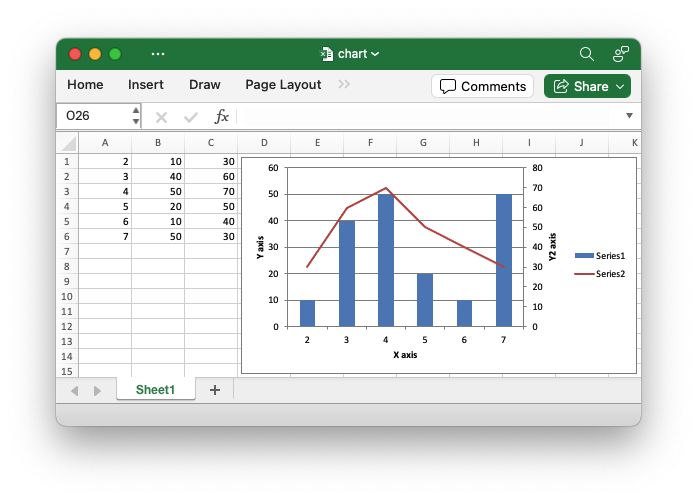 chart
Home Insert Draw Page Layout Comments Share
O26 fx
A B C D E F G H I J K
1 2 10 30
2 3 40 60
3 4 50 70
4 5 20 50
5 6 10 40
6 7 50 30
7
8
9
10
11
12
13
14
15
60
50
40
30
20
10
0
Y axis
80
70
60
50
40
30
20
10
0
Y2 axis
2 3 4 5 6 7
X axis
Series1
Series2
Sheet1